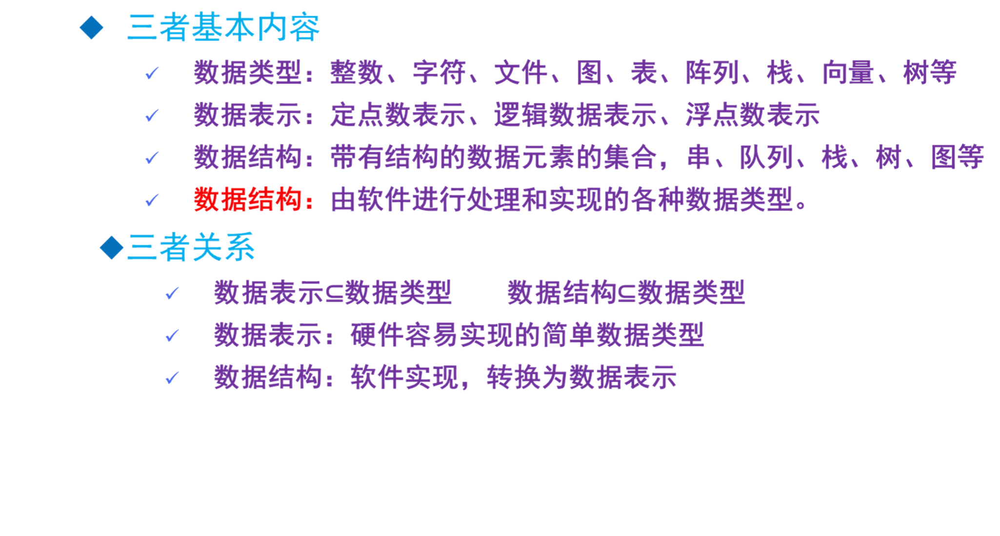 三者基本内容
数据类型：整数、字符、文件、图、表、阵列、栈、向量、树等
数据表示：定点数表示、逻辑数据表示、浮点数表示
数据结构：带有结构的数据元素的集合，串、队列、栈、树、图等
数据结构：由软件进行处理和实现的各种数据类型。
三者关系
数据表示⊆数据类型 数据结构⊆数据类型
数据表示：硬件容易实现的简单数据类型
数据结构：软件实现，转换为数据表示